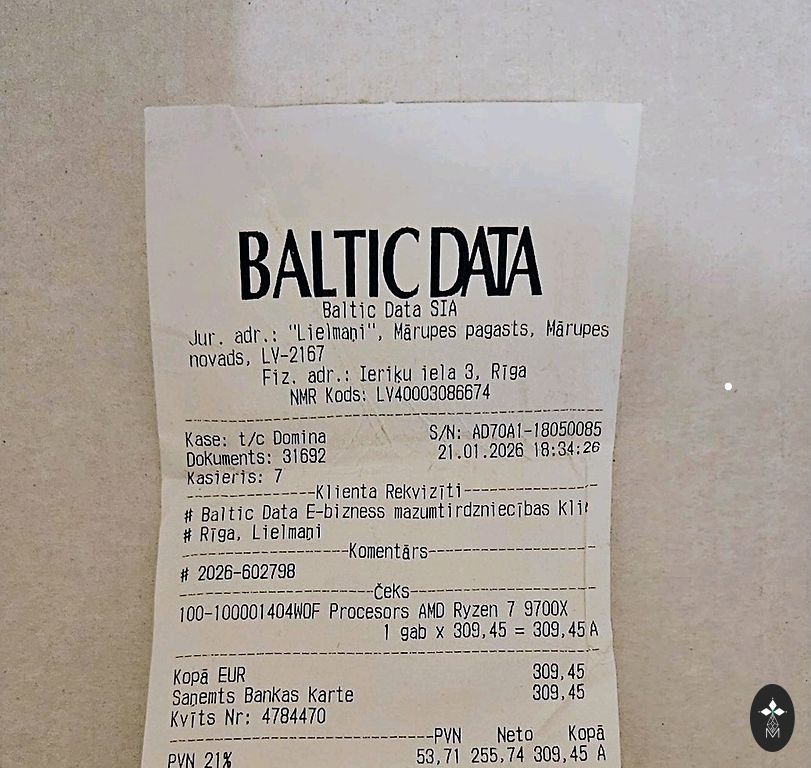 BALTIC DATA
Baltic Data SIA
Jur. adr.: "Lielmaņi", Mārupes pagasts, Mārupes
novads, LV-2167
Fiz. adr.: Ieriķu iela 3, Rīga
NMR Kods: LV40003086674
Kase: t/c Domina S/N: AD70A1-18050085
Dokuments: 31692 21.01.2026 18:34:26
Kasieris: 7
Klienta Rekvizīti
# Baltic Data E-bizness mazumtirdzniecības Kli
# Rīga, Lielmaņi
Komentārs
# 2026-602798
Čeks
100-100001404WOF Procesors AMD Ryzen 7 9700X
1 gab x 309,45 = 309,45 A
Kopā EUR 309,45
Saņemts Bankas Karte 309,45
Kvīts Nr: 4784470
PVN Neto Kopā
PVN 21% 53,71 255,74 309,45 A